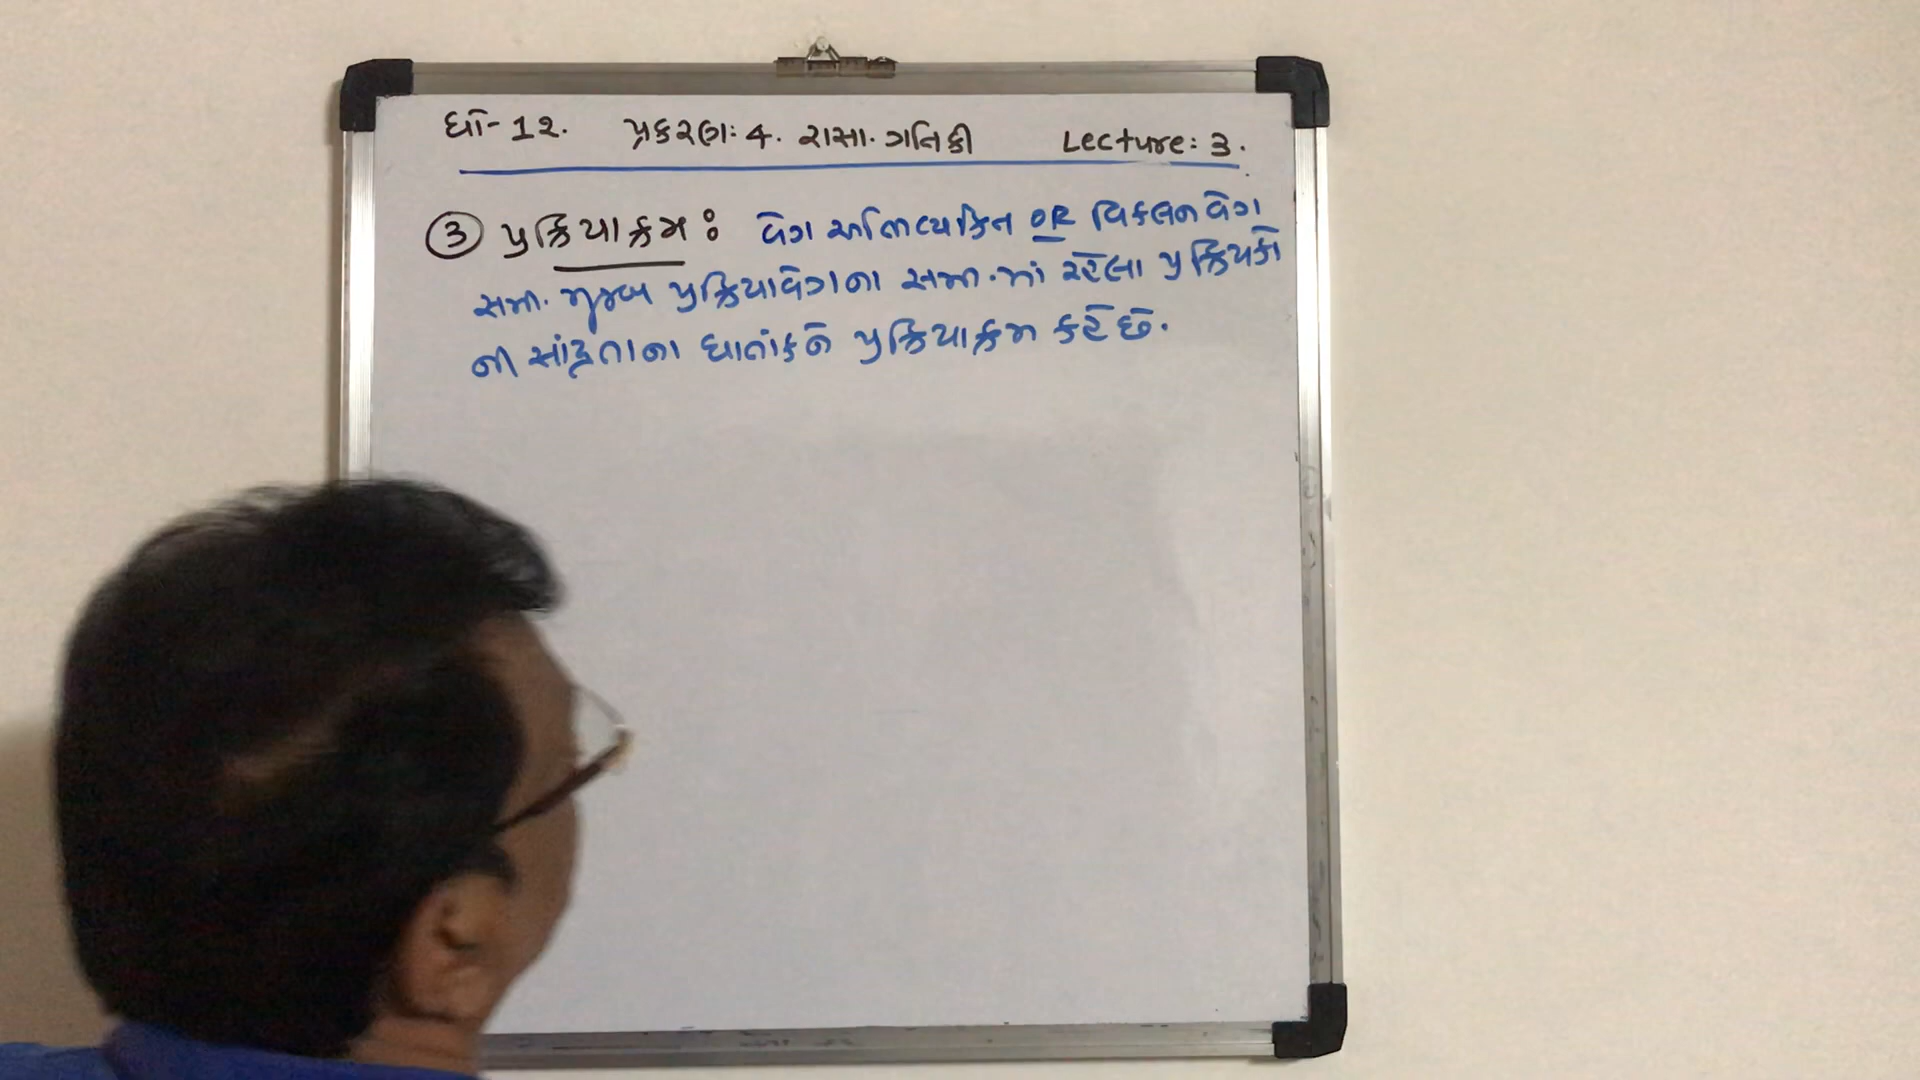 ધો-12. પ્રકરણ: 4. રાસા. ગતિકી Lecture: 3.
③ પ્રક્રિયાક્રમ : વેગ અભિવ્યક્તિ OR વિકલન વેગ
સમી. મુજબ પ્રક્રિયાવેગના સમી.માં રહેલા પ્રક્રિયકો
ની સાંદ્રતાના ઘાતાંકને પ્રક્રિયાક્રમ કહે છે.